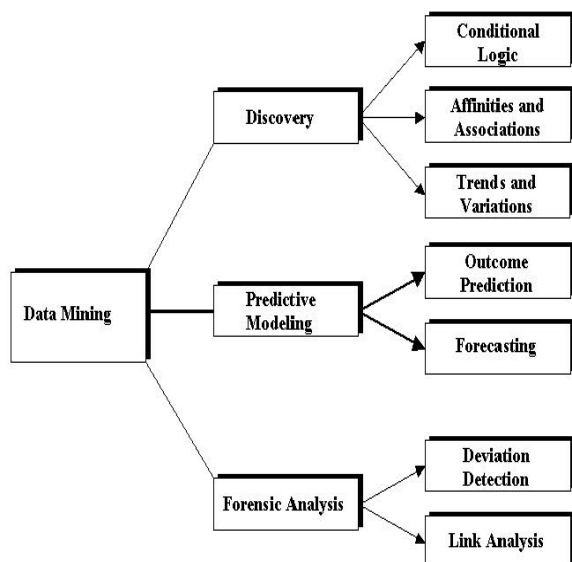 Conditional
Logic
Discovery
Affinities and
Associations
Trends and
Variations
Data Mining
Predictive
Modeling
Outcome
Prediction
Forecasting
Forensic Analysis
Deviation
Detection
Link Analysis